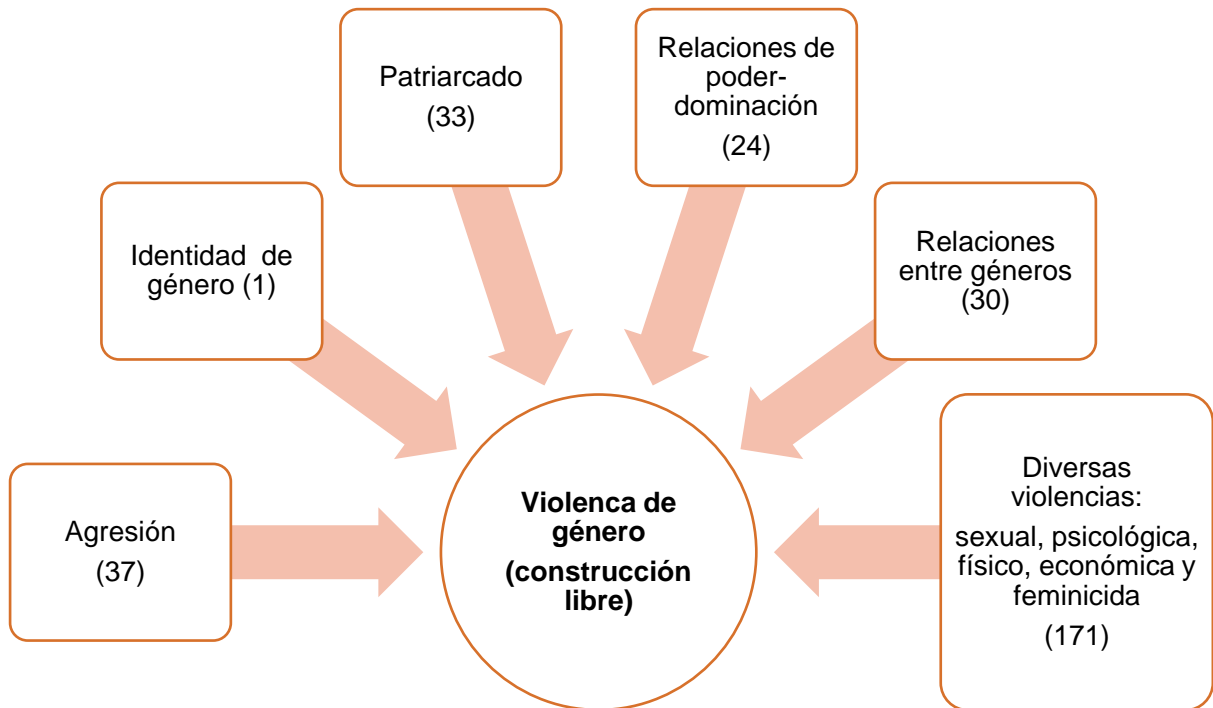 Patriarcado
(33)
Relaciones de
poder-
dominación
(24)
Identidad de
género (1)
Relaciones
entre géneros
(30)
Agresión
(37)
Violenca de
género
(construcción
libre)
Diversas
violencias:
sexual, psicológica,
físico, económica y
feminicida
(171)